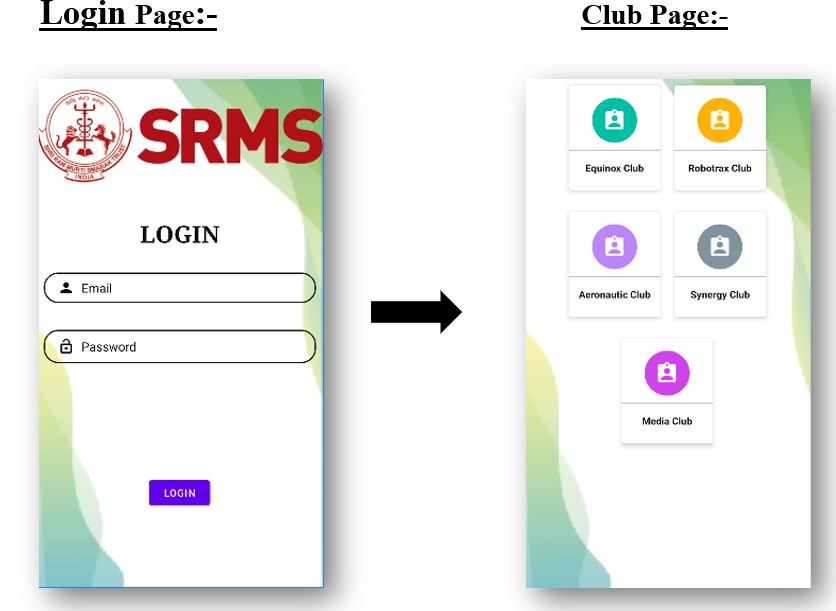 Login Page:-
Club Page:-
SRMS
SHRI RAM MURTI SMARAK TRUST
INDIA
LOGIN
Email
Password
LOGIN
Equinox Club
Robotrax Club
Aeronautic Club
Synergy Club
Media Club